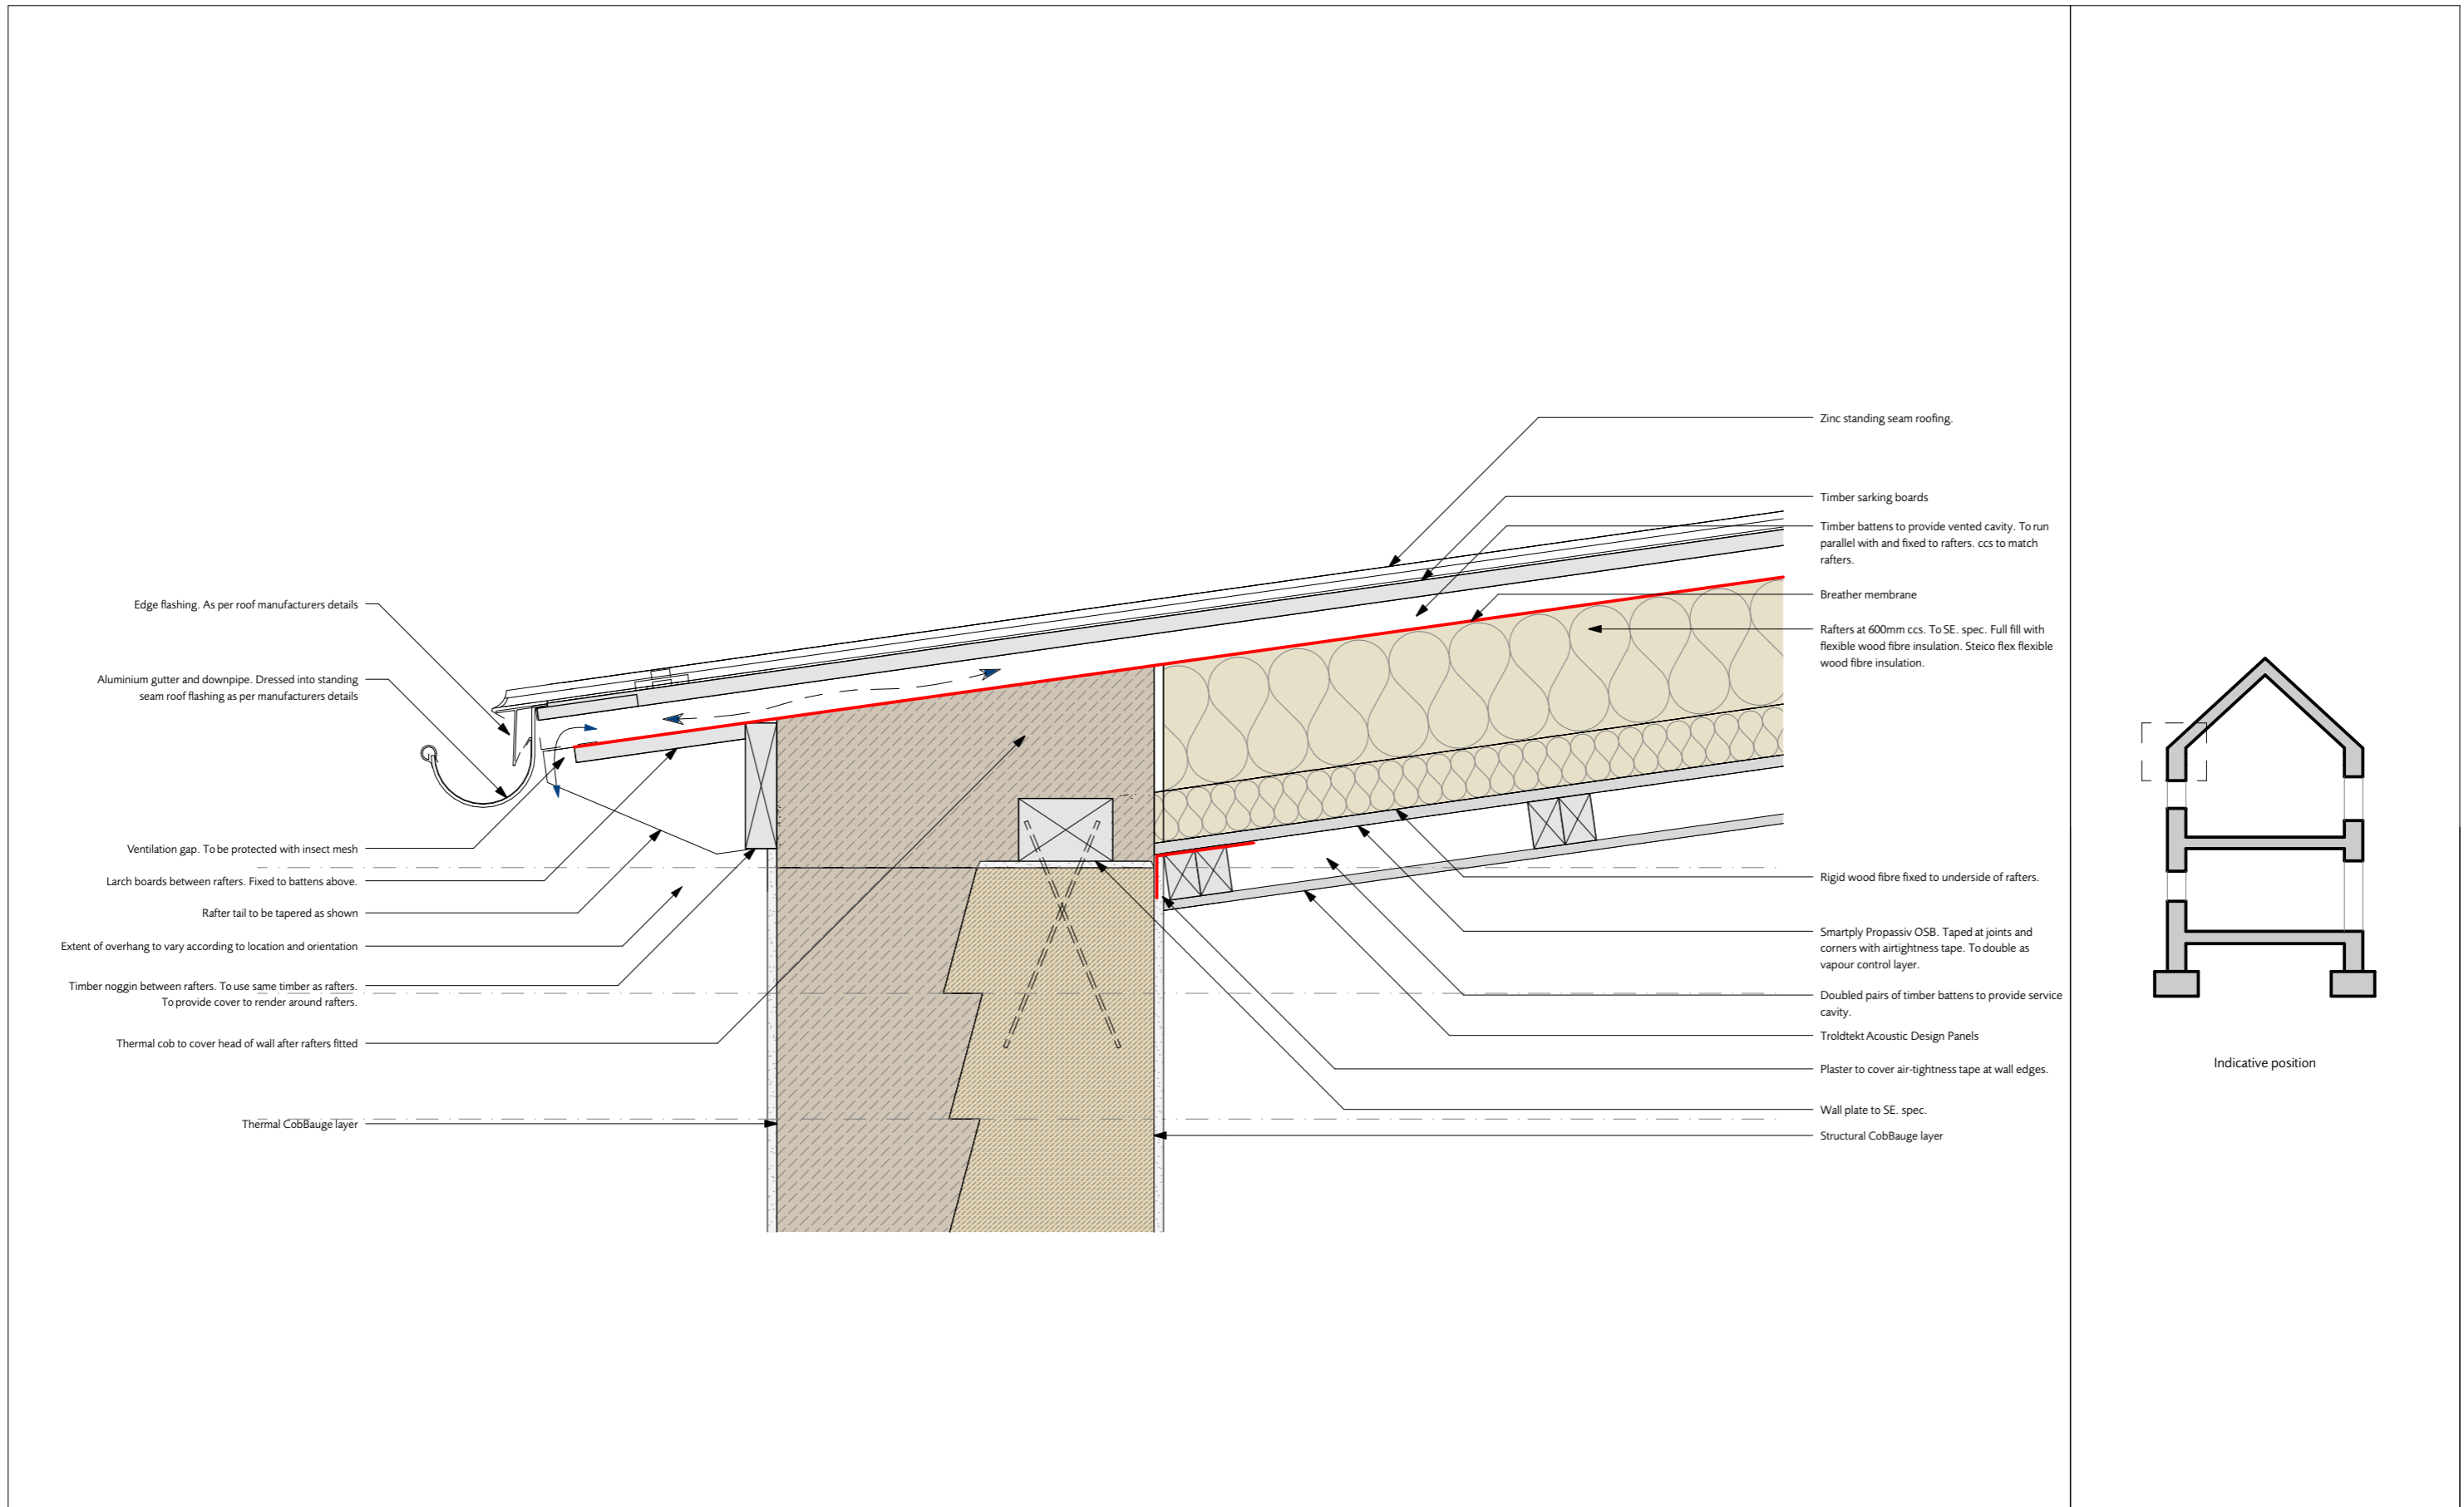 Edge flashing. As per roof manufacturers details
Aluminium gutter and downpipe. Dressed into standing
seam roof flashing as per manufacturers details
Ventilation gap. To be protected with insect mesh
Larch boards between rafters. Fixed to battens above.
Rafter tail to be tapered as shown
Extent of overhang to vary according to location and orientation
Timber noggin between rafters. To use same timber as rafters.
To provide cover to render around rafters.
Thermal cob to cover head of wall after rafters fitted
Thermal CobBauge layer
Zinc standing seam roofing.
Timber sarking boards
Timber battens to provide vented cavity. To run
parallel with and fixed to rafters. ccs to match
rafters.
Breather membrane
Rafters at 600mm ccs. To SE. spec. Full fill with
flexible wood fibre insulation. Steico flex flexible
wood fibre insulation.
Rigid wood fibre fixed to underside of rafters.
Smartply Propassiv OSB. Taped at joints and
corners with airtightness tape. To double as
vapour control layer.
Doubled pairs of timber battens to provide service
cavity.
Troldtekt Acoustic Design Panels
Plaster to cover air-tightness tape at wall edges.
Wall plate to SE. spec.
Structural CobBauge layer
Indicative position